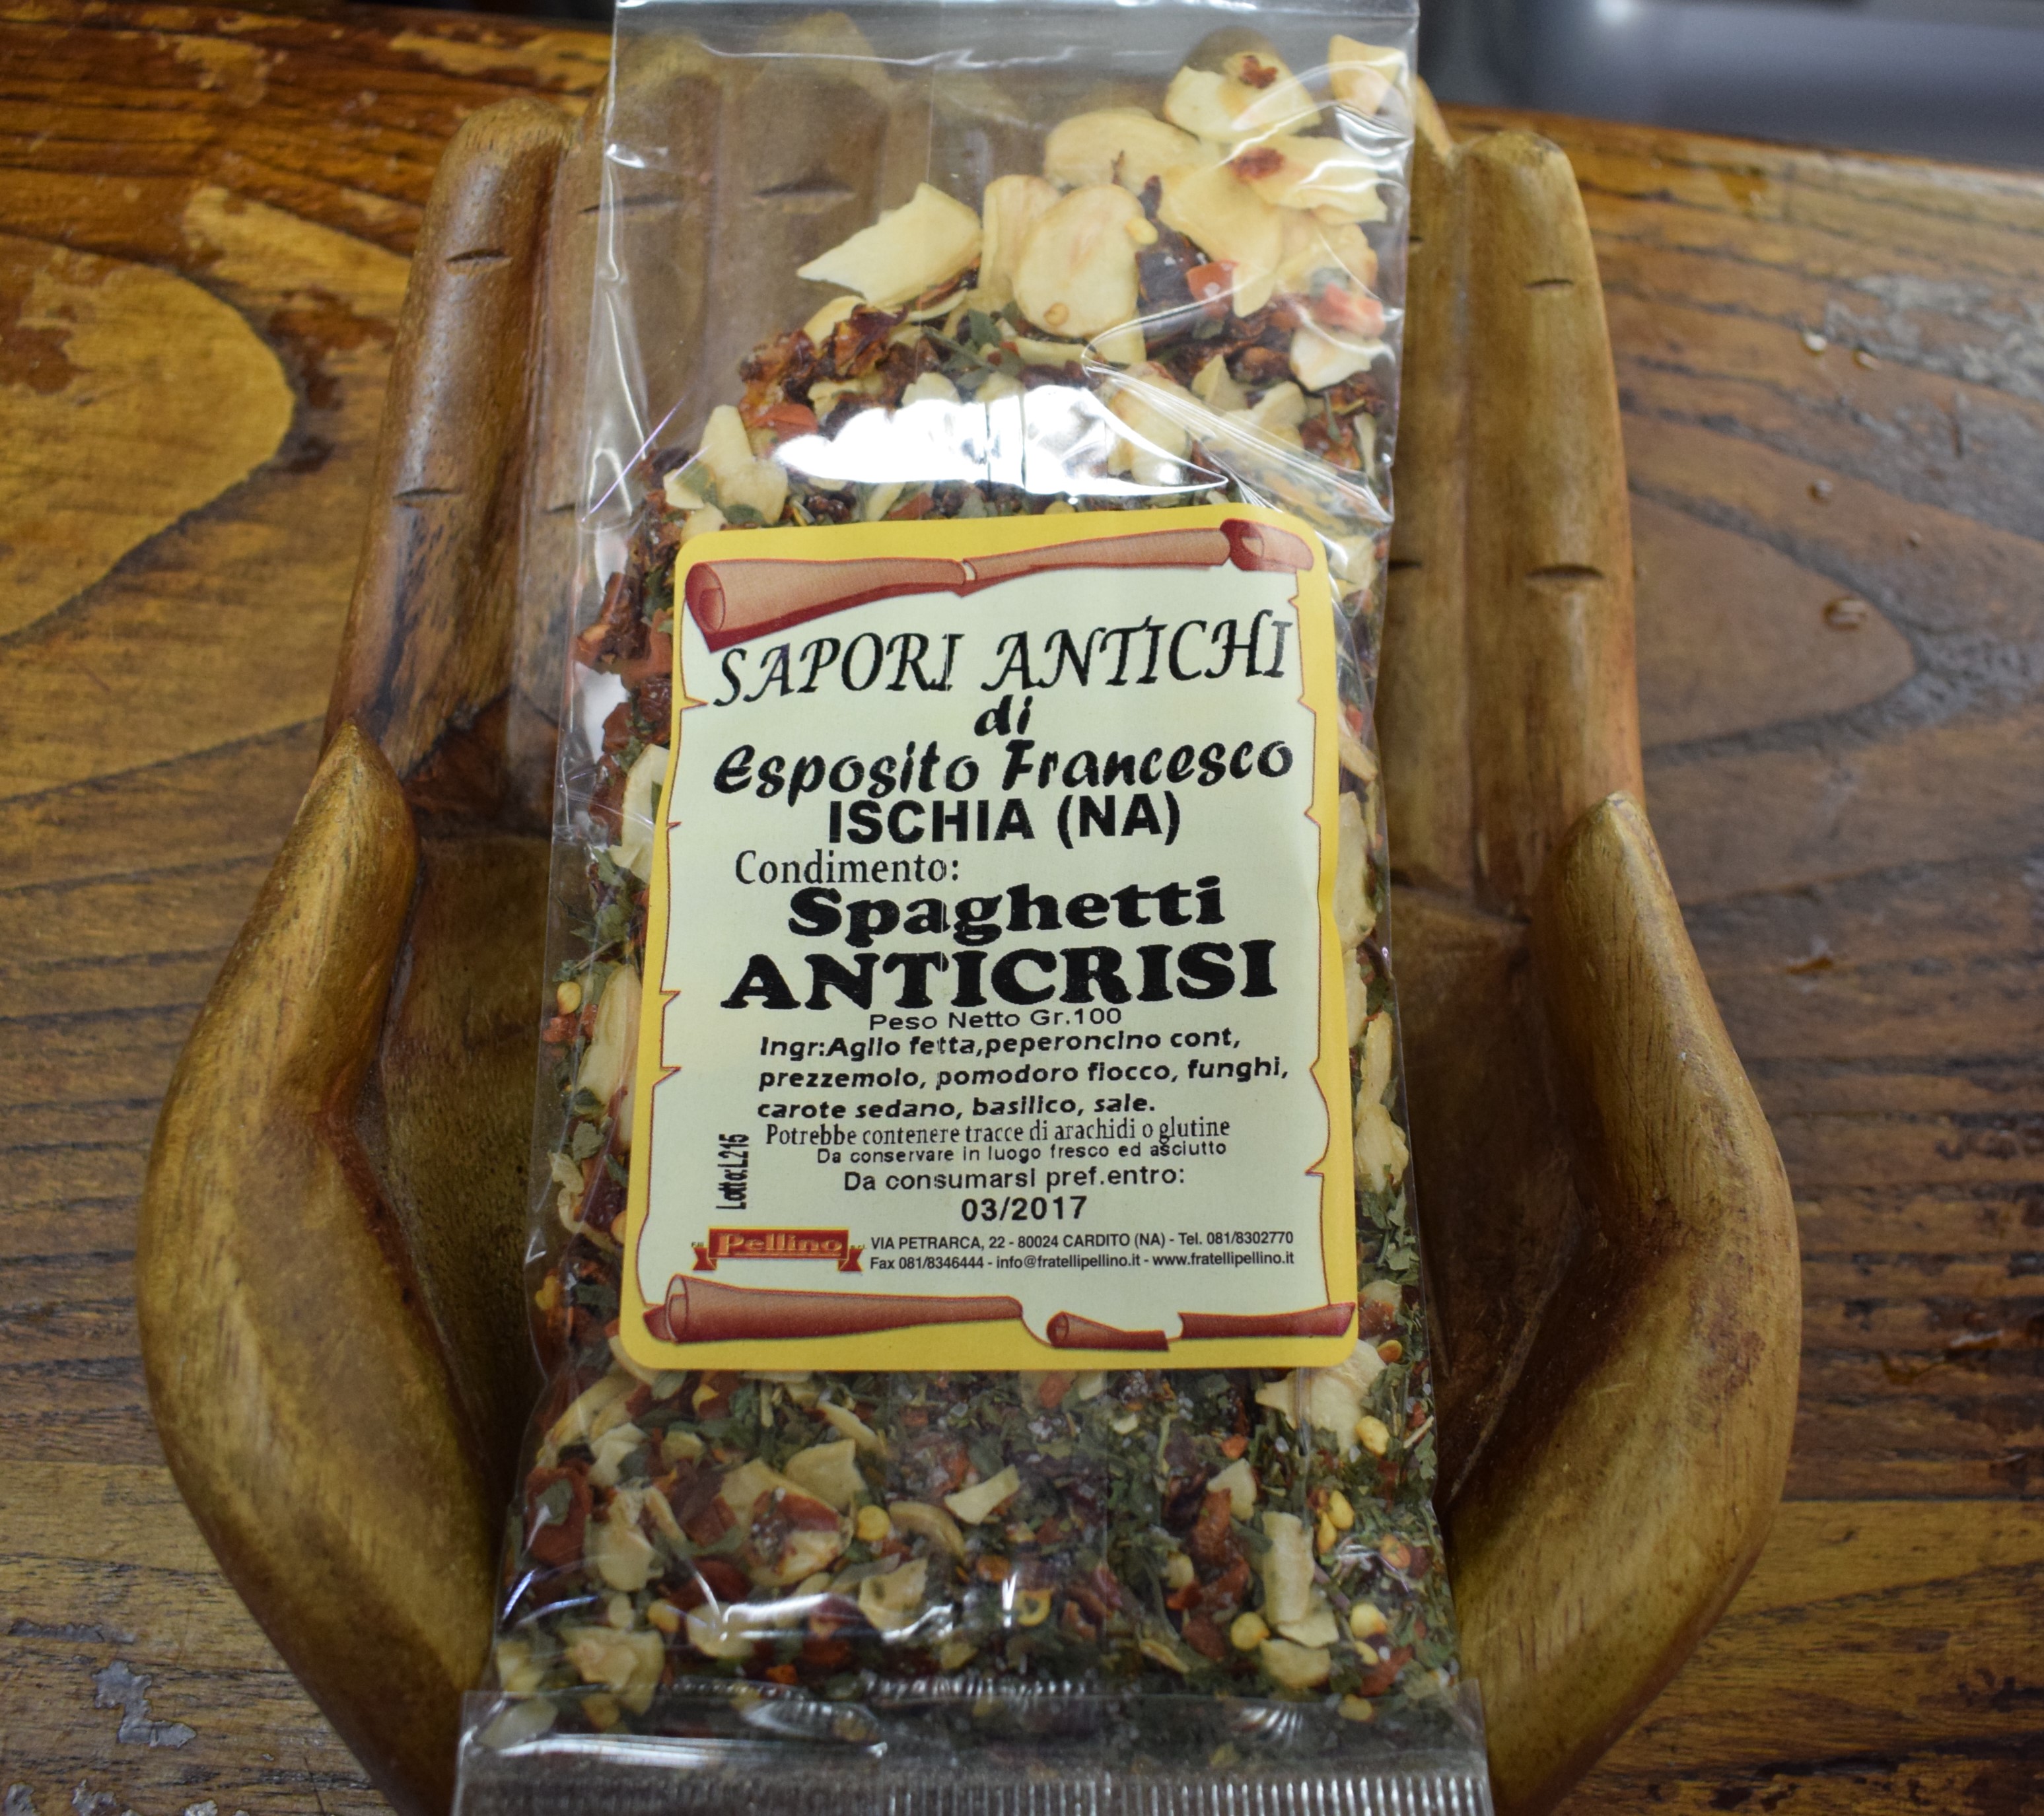 SAPORI ANTICHI
di
Esposito Francesco
ISCHIA (NA)
Condimento:
Spaghetti
ANTICRISI
Peso Netto Gr.100
Ingr:Aglio fetta,peperoncino cont,
prezzemolo, pomodoro fiocco, funghi,
carote sedano, basilico, sale.
Potrebbe contenere tracce di arachidi o glutine
Da conservare in luogo fresco ed asciutto
Da consumarsi pref.entro:
03/2017
Lotto:L215
Pellino
VIA PETRARCA, 22 - 80024 CARDITO (NA) - Tel. 081/8302770
Fax 081/8346444 - info@fratellipellino.it - www.fratellipellino.it